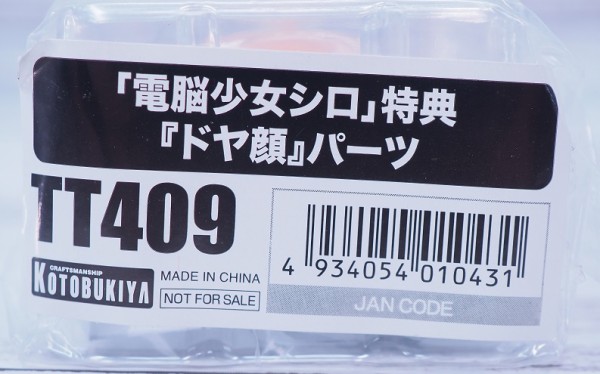 「電脳少女シロ」特典
『ドヤ顔』パーツ
TT409
CRAFTSMANSHIP
KOTOBUKIYA
MADE IN CHINA
NOT FOR SALE
4 934054 010431
JAN CODE